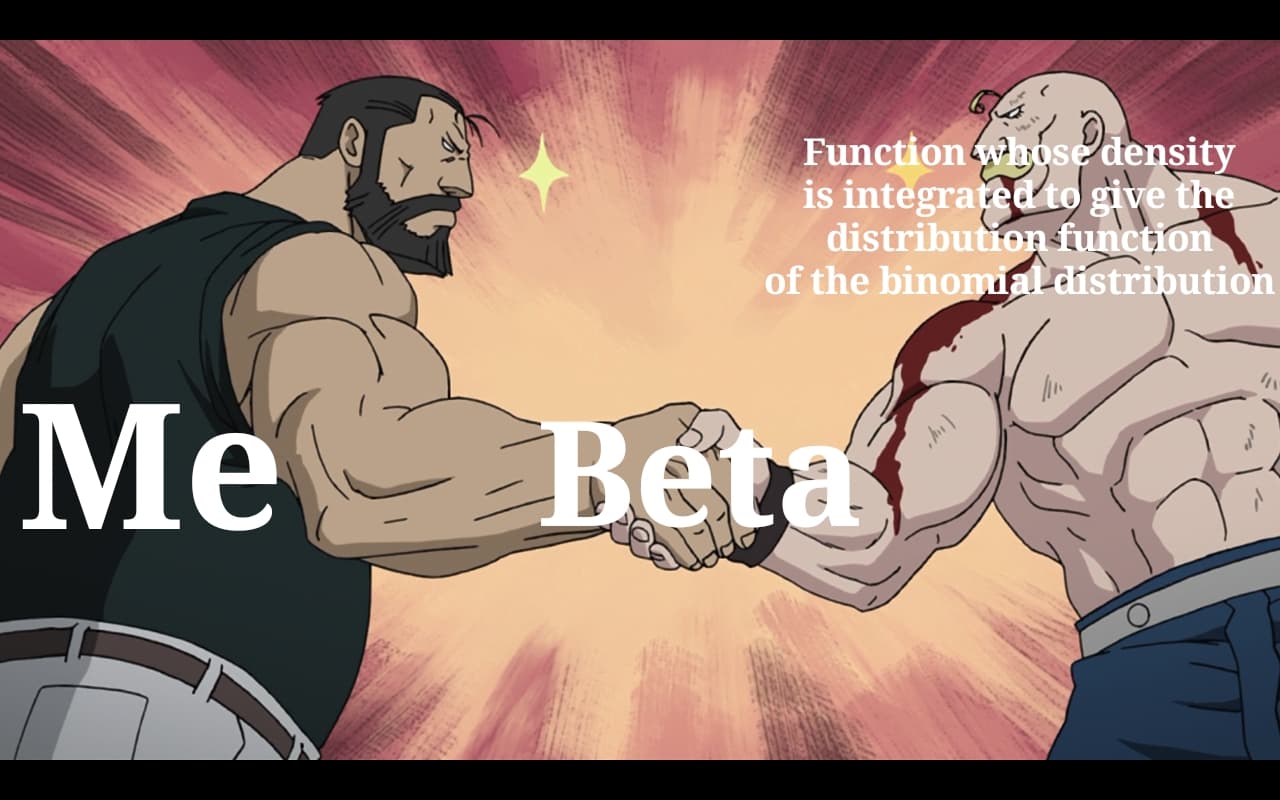 Function whose density
is integrated to give the
distribution function
of the binomial distribution
Me
Beta